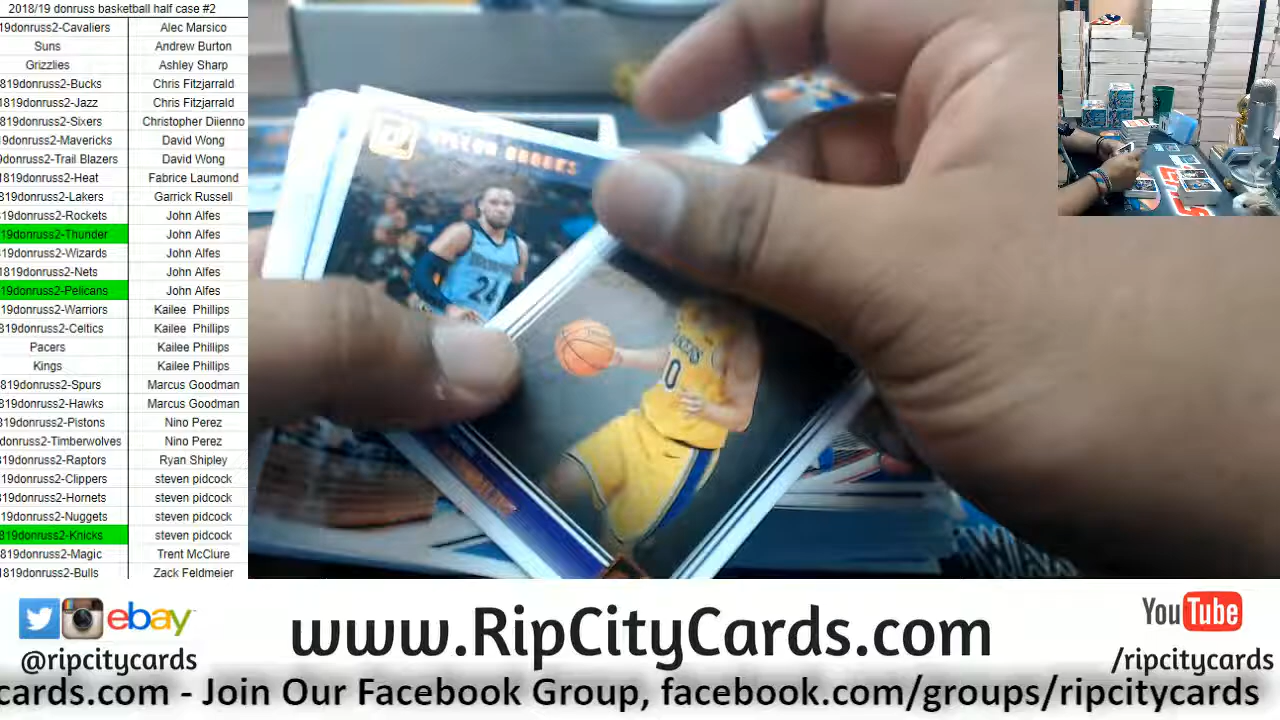 2018/19 donruss basketball half case #2
19donruss2-Cavaliers Alec Marsico
Suns Andrew Burton
Grizzlies Ashley Sharp
1819donruss2-Bucks Chris Fitzjarrald
1819donruss2-Jazz Chris Fitzjarrald
1819donruss2-Sixers Christopher Diienno
9donruss2-Mavericks David Wong
9donruss2-Trail Blazers David Wong
819donruss2-Heat Fabrice Laumond
819donruss2-Lakers Garrick Russell
19donruss2-Rockets John Alfes
19donruss2-Thunder John Alfes
19donruss2-Wizards John Alfes
1819donruss2-Nets John Alfes
19donruss2-Pelicans John Alfes
19donruss2-Warriors Kailee Phillips
819donruss2-Celtics Kailee Phillips
Pacers Kailee Phillips
Kings Kailee Phillips
819donruss2-Spurs Marcus Goodman
819donruss2-Hawks Marcus Goodman
19donruss2-Pistons Nino Perez
donruss2-Timberwolves Nino Perez
19donruss2-Raptors Ryan Shipley
19donruss2-Clippers steven pidcock
19donruss2-Hornets steven pidcock
19donruss2-Nuggets steven pidcock
819donruss2-Knicks steven pidcock
819donruss2-Magic Trent McClure
1819donruss2-Bulls Zack Feldmeier
24
ebay
@ripcitycards
www.RipCityCards.com
YouTube
/ripcitycards
cards.com - Join Our Facebook Group, facebook.com/groups/ripcitycards